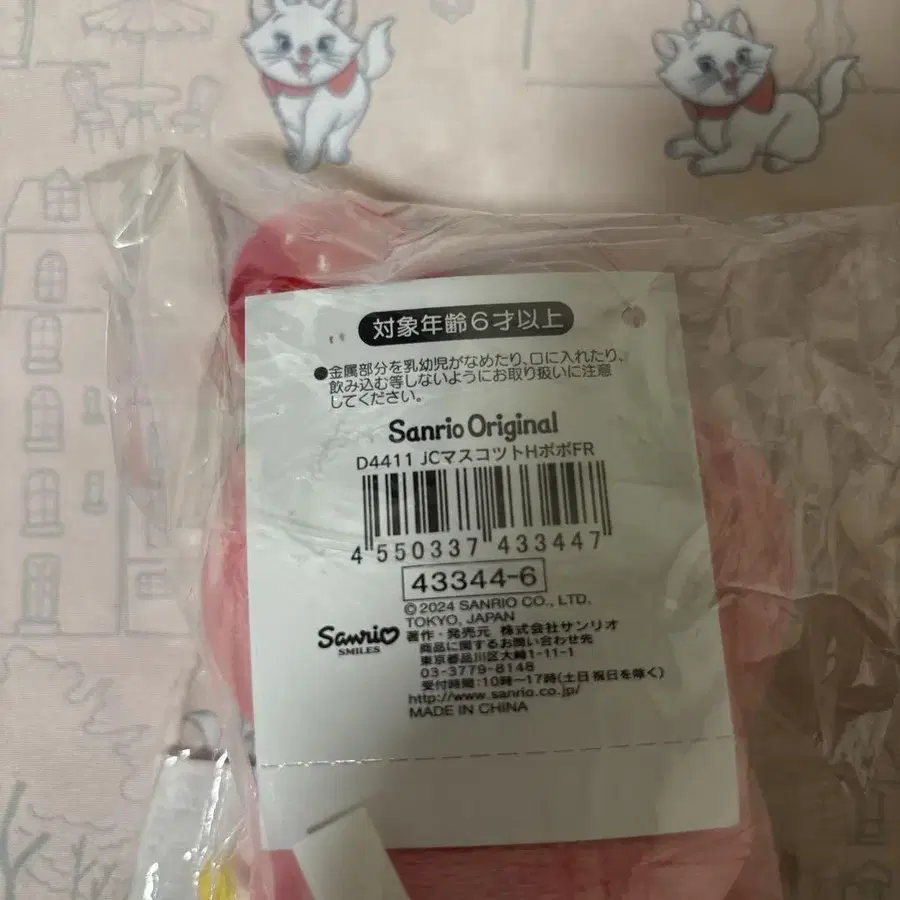 対象年齢6才以上
●金属部分を乳幼児がなめたり、口に入れたり、
飲み込む等しないようにお取り扱いに注意
してください。
Sanrio Original
D4411 JCマスコットHポポFR
4 550337 433447
43344-6
© 2024 SANRIO CO., LTD.
TOKYO, JAPAN
Sanrio
SMILES
著作・発売元 株式会社サンリオ
商品に関するお問い合わせ先
東京都品川区大崎1-11-1
03-3779-8148
受付時間:10時〜17時(土日祝日を除く)
http://www.sanrio.co.jp/
MADE IN CHINA